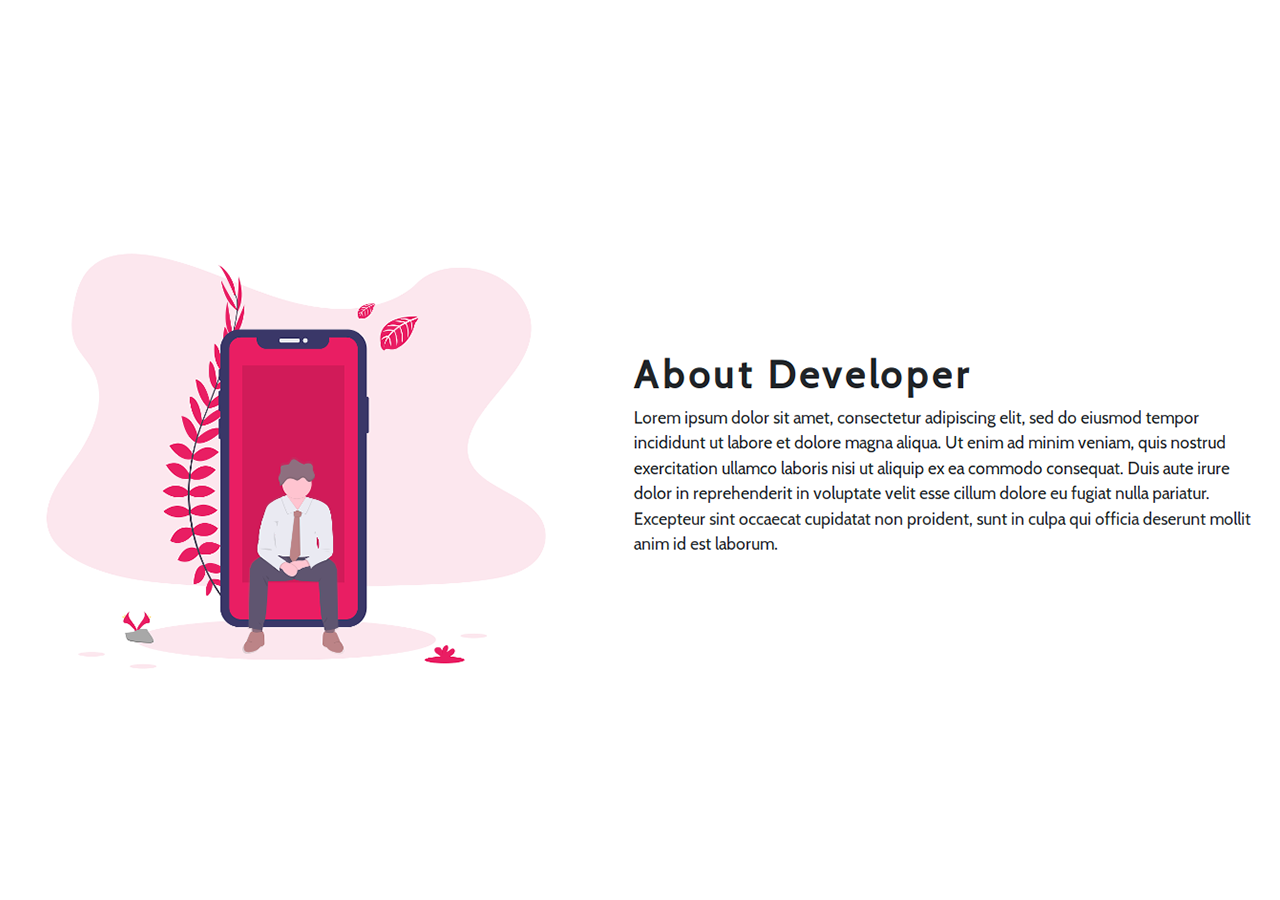 About Developer
Lorem ipsum dolor sit amet, consectetur adipiscing elit, sed do eiusmod tempor
incididunt ut labore et dolore magna aliqua. Ut enim ad minim veniam, quis nostrud
exercitation ullamco laboris nisi ut aliquip ex ea commodo consequat. Duis aute irure
dolor in reprehenderit in voluptate velit esse cillum dolore eu fugiat nulla pariatur.
Excepteur sint occaecat cupidatat non proident, sunt in culpa qui officia deserunt mollit
anim id est laborum.